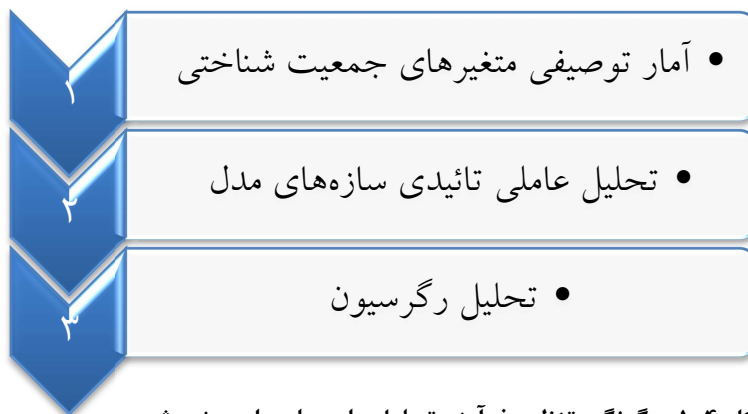 ۱
• آمار توصیفی متغیرهای جمعیت شناختی
۲
• تحلیل عاملی تائیدی سازه‌های مدل
۳
• تحلیل رگرسیون